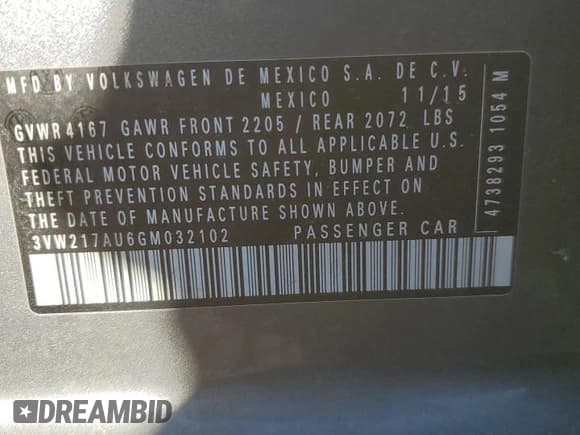 MFD BY VOLKSWAGEN DE MEXICO S.A. DE C.V.
MEXICO 11/15
GVWR 4167 GAWR FRONT 2205 / REAR 2072 LBS
THIS VEHICLE CONFORMS TO ALL APPLICABLE U.S.
FEDERAL MOTOR VEHICLE SAFETY, BUMPER AND
THEFT PREVENTION STANDARDS IN EFFECT ON
THE DATE OF MANUFACTURE SHOWN ABOVE.
3VW217AU6GM032102 PASSENGER CAR
47382931054 M
DREAMBID